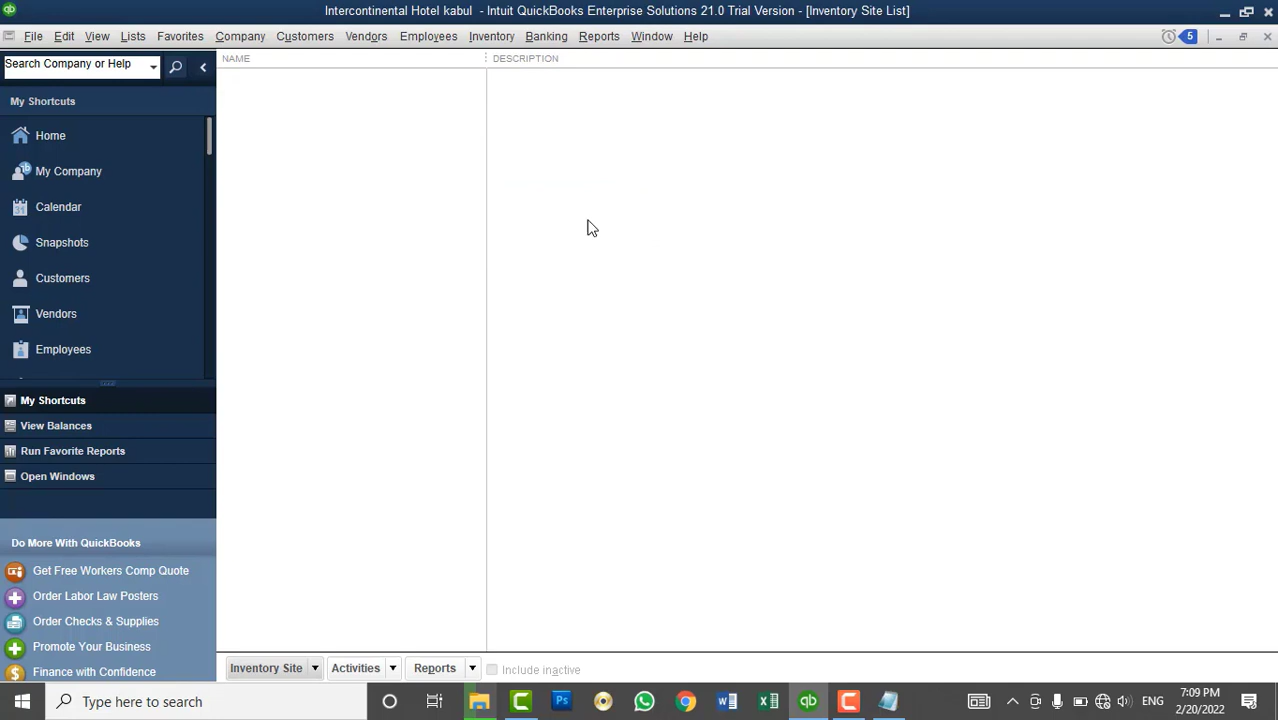 Intercontinental Hotel kabul - Intuit QuickBooks Enterprise Solutions 21.0 Trial Version - [Inventory Site List]
File Edit View Lists Favorites Company Customers Vendors Employees Inventory Banking Reports Window Help
5
Search Company or Help
NAME
DESCRIPTION
My Shortcuts
Home
My Company
Calendar
Snapshots
Customers
Vendors
Employees
My Shortcuts
View Balances
Run Favorite Reports
Open Windows
Do More With QuickBooks
Get Free Workers Comp Quote
Order Labor Law Posters
Order Checks & Supplies
Promote Your Business
Finance with Confidence
Inventory Site Activities Reports Include inactive
Type here to search
ENG
7:09 PM
2/20/2022